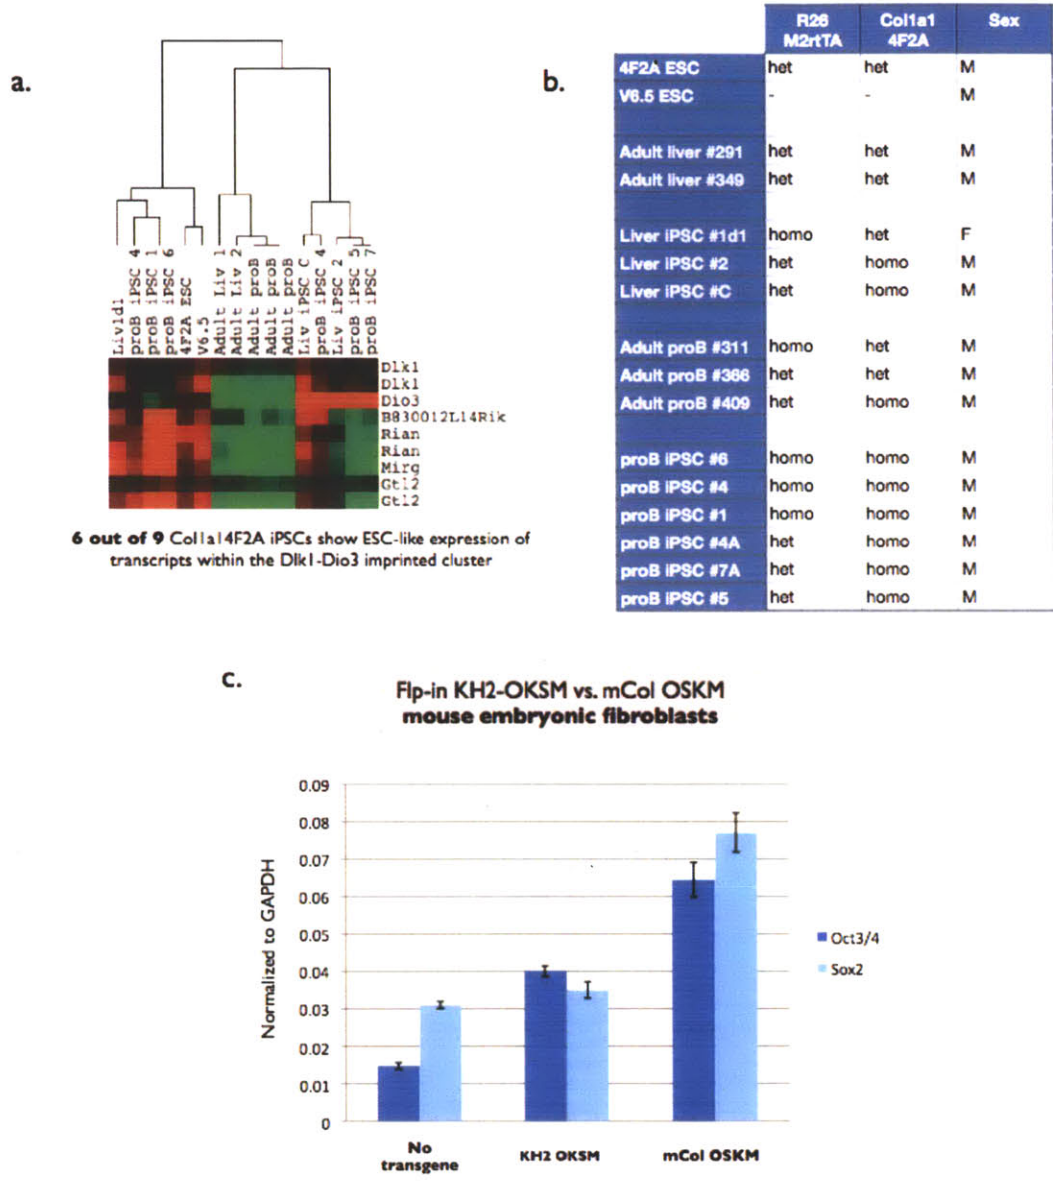 a.
Liv1d1
proB iPSC 4
proB iPSC 1
proB iPSC 6
4F2A ESC
V6.5
Adult Liv 1
Adult Liv 2
Adult proB
Adult proB
Adult proB
Liv iPSC C
proB iPSC 4
Liv iPSC 2
proB iPSC 5
proB iPSC 7
Dlk1
Dlk1
Dio3
B830012L14Rik
Rian
Rian
Mirg
Gtl2
Gtl2
6 out of 9 Col1a14F2A iPSCs show ESC-like expression of
transcripts within the Dlk1-Dio3 imprinted cluster
b.
R26 M2rtTA Col1a1 4F2A Sex
4F2A ESC het het M
V6.5 ESC - - M
Adult liver #291 het het M
Adult liver #349 het het M
Liver iPSC #1d1 homo het F
Liver iPSC #2 het homo M
Liver iPSC #C het homo M
Adult proB #311 homo het M
Adult proB #366 het het M
Adult proB #409 het homo M
proB iPSC #6 homo homo M
proB iPSC #4 homo homo M
proB iPSC #1 homo homo M
proB iPSC #4A het homo M
proB iPSC #7A het homo M
proB iPSC #5 het homo M
c.
Flp-in KH2-OKSM vs. mCol OSKM
mouse embryonic fibroblasts
Normalized to GAPDH
0.09
0.08
0.07
0.06
0.05
0.04
0.03
0.02
0.01
0
No
transgene
KH2 OKSM
mCol OSKM
Oct3/4
Sox2